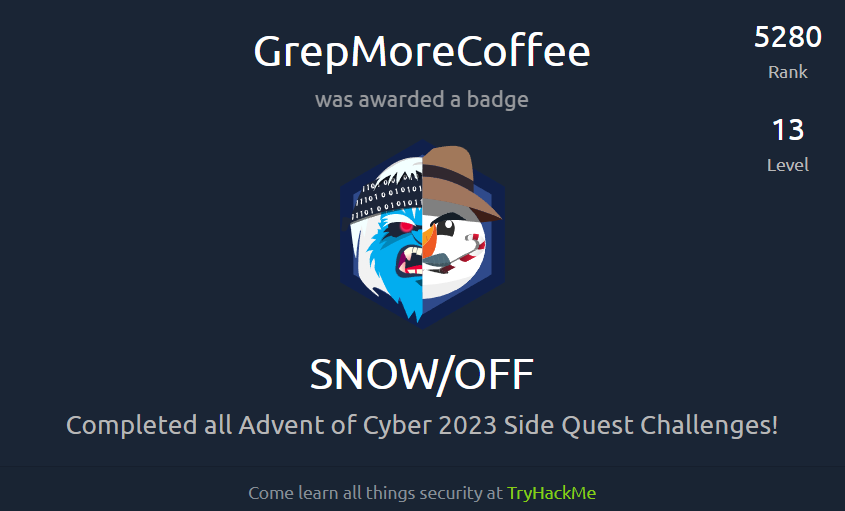 GrepMoreCoffee
was awarded a badge
5280
Rank
13
Level
SNOW/OFF
Completed all Advent of Cyber 2023 Side Quest Challenges!
Come learn all things security at TryHackMe